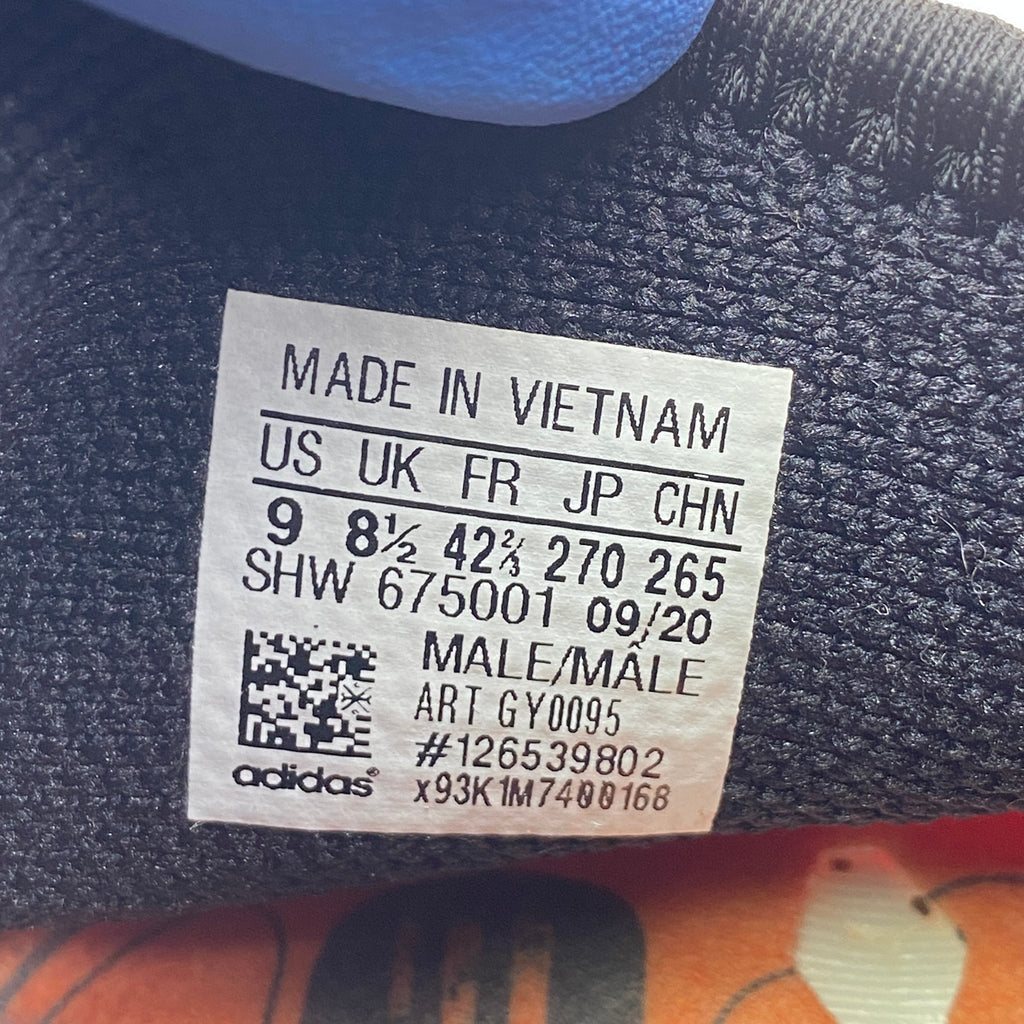 MADE IN VIETNAM
US UK FR JP CHN
9 8½ 42⅔ 270 265
SHW 675001 09/20
MALE/MÂLE
ART GY0095
#126539802
adidas® x93K1M7400168